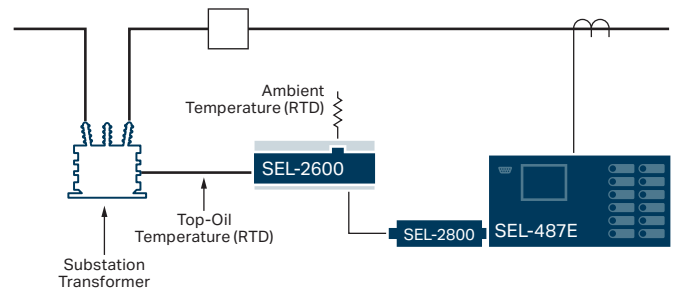 Ambient
Temperature (RTD)
SEL-2600
SEL-2800
SEL-487E
Top-Oil
Temperature (RTD)
Substation
Transformer